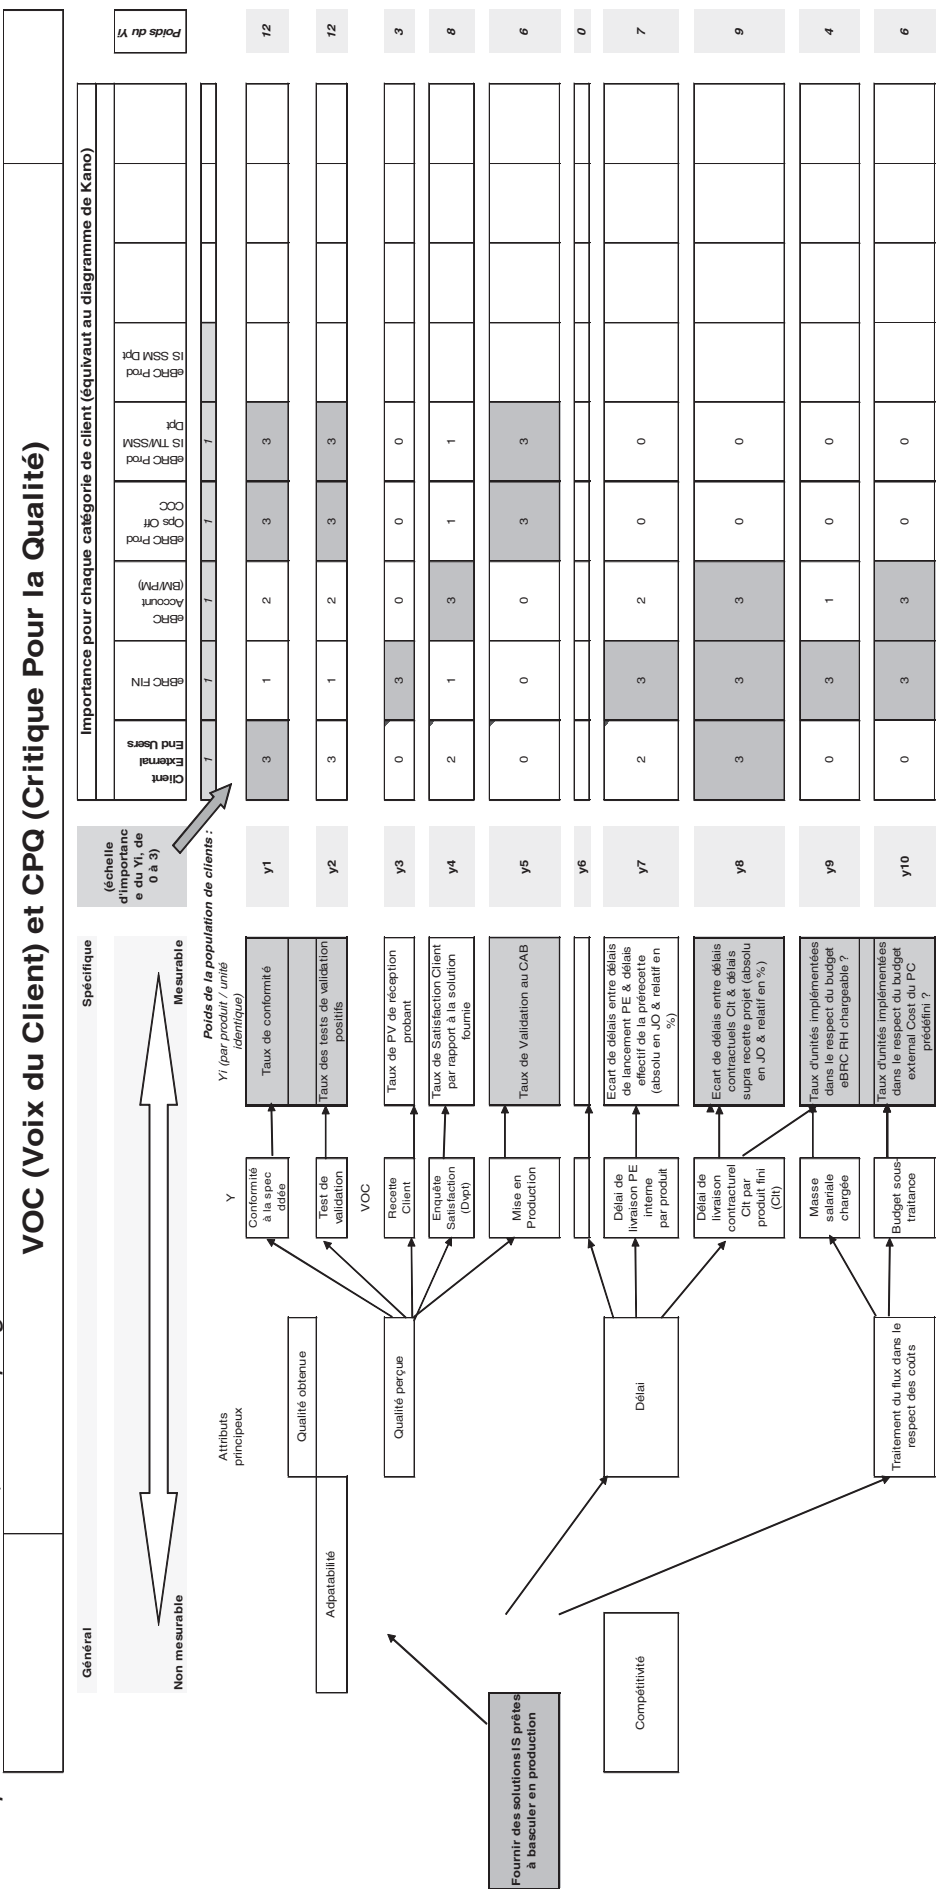 VOC (Voix du Client) et CPQ (Critique Pour la Qualité)
Général
Spécifique
Non mesurable
Mesurable
(échelle
d'importanc
e du Yi, de
0 à 3)
Importance pour chaque catégorie de client (équivaut au diagramme de Kano)
Client
External
End Users
eBRC FIN
eBRC
Account
(BM/PM)
eBRC Prod
Ops Off
CCC
eBRC Prod
IS TM/SSM
Dpt
eBRC Prod
IS SSM Dpt
Poids du Yi
Poids de la population de clients :
1
1
1
1
1
1
Attributs
principeux
Y
Yi (par produit / unité
identique)
Conformité
à la spec
ddée
Taux de conformité
y1
3
1
2
3
3
12
Qualité obtenue
Adpatabilité
Test de
validation
Taux des tests de validation
positifs
y2
3
1
2
3
3
12
VOC
Qualité perçue
Recette
Client
Taux de PV de réception
probant
y3
0
3
0
0
0
3
Enquête
Satisfaction
(Dvpt)
Taux de Satisfaction Client
par rapport à la solution
fournie
y4
2
1
3
1
1
8
Fournir des solutions IS prêtes
à basculer en production
Mise en
Production
Taux de Validation au CAB
y5
0
0
0
3
3
6
y6
0
Compétitivité
Délai
Délai de
livraison PE
interne
par produit
Ecart de délais entre délais
de lancement PE & délais
effectif de la prérecette
(absolu en JO & relatif en
%)
y7
2
3
2
0
0
7
Délai de
livraison de
contracturel
Clt par
produit fini
(Clt)
Ecart de délais entre délais
contractuels Clt & délais
supra recette projet (absolu
en JO & relatif en %)
y8
3
3
3
0
0
9
Masse
salariale
chargée
Taux d'unités implémentées
dans le respect du budget
eBRC RH chargeable ?
y9
0
3
1
0
0
4
Traitement du flux dans le
respect des coûts
Budget sous-
traitance
Taux d'unités implémentées
dans le respect du budget
external Cost du PC
prédéfini ?
y10
0
3
3
0
0
6